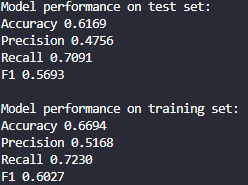 Model performance on test set:
Accuracy 0.6169
Precision 0.4756
Recall 0.7091
F1 0.5693
Model performance on training set:
Accuracy 0.6694
Precision 0.5168
Recall 0.7230
F1 0.6027